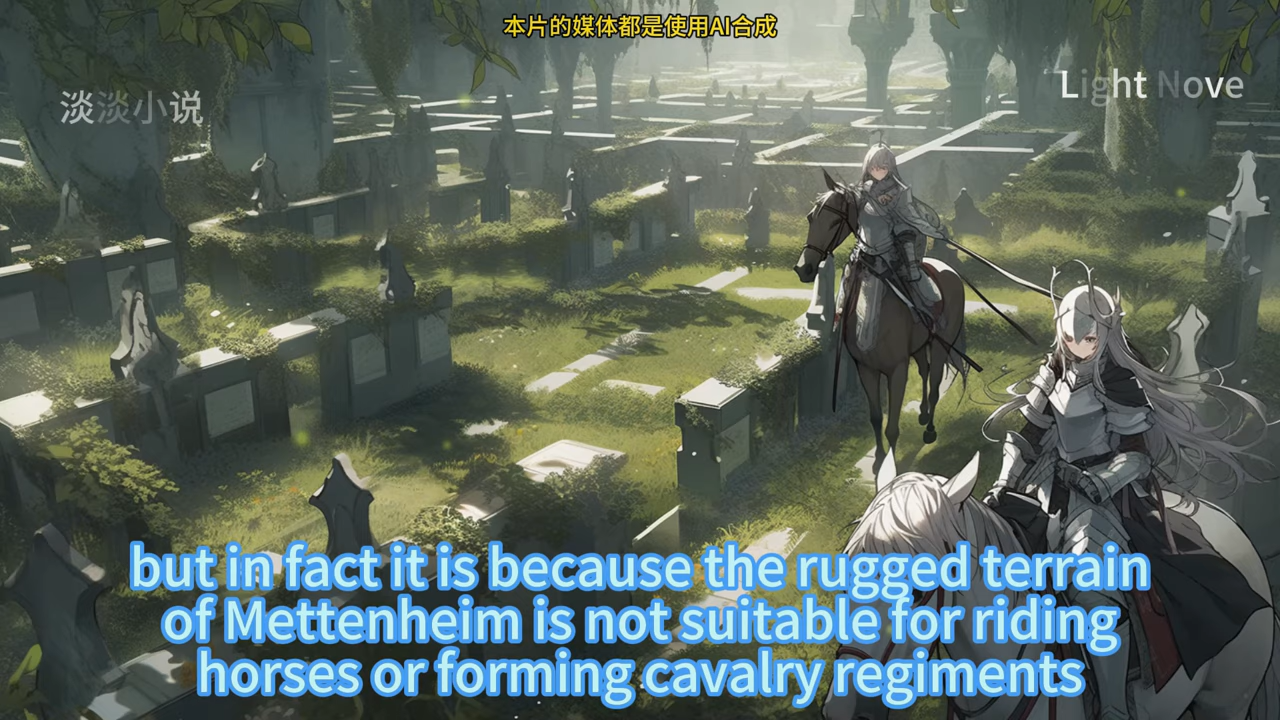 本片的媒体都是使用AI合成
淡淡小说
Light Nove
but in fact it is because the rugged terrain
of Mettenheim is not suitable for riding
horses or forming cavalry regiments